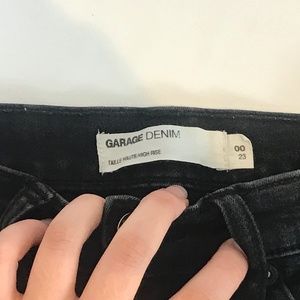 GARAGE DENIM
TAILLE HAUTE/HIGH RISE
00
23